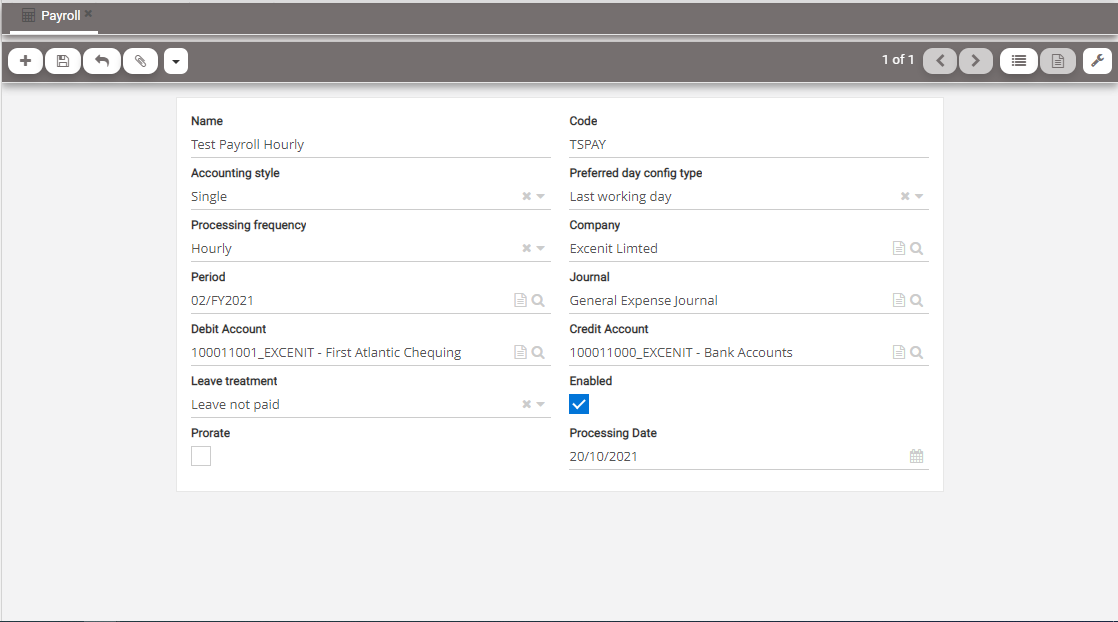 Payroll
1 of 1
Name
Code
Test Payroll Hourly
TSPAY
Accounting style
Preferred day config type
Single
Last working day
Processing frequency
Company
Hourly
Excenit Limted
Period
Journal
02/FY2021
General Expense Journal
Debit Account
Credit Account
100011001_EXCENIT - First Atlantic Chequing
100011000_EXCENIT - Bank Accounts
Leave treatment
Enabled
Leave not paid
Prorate
Processing Date
20/10/2021